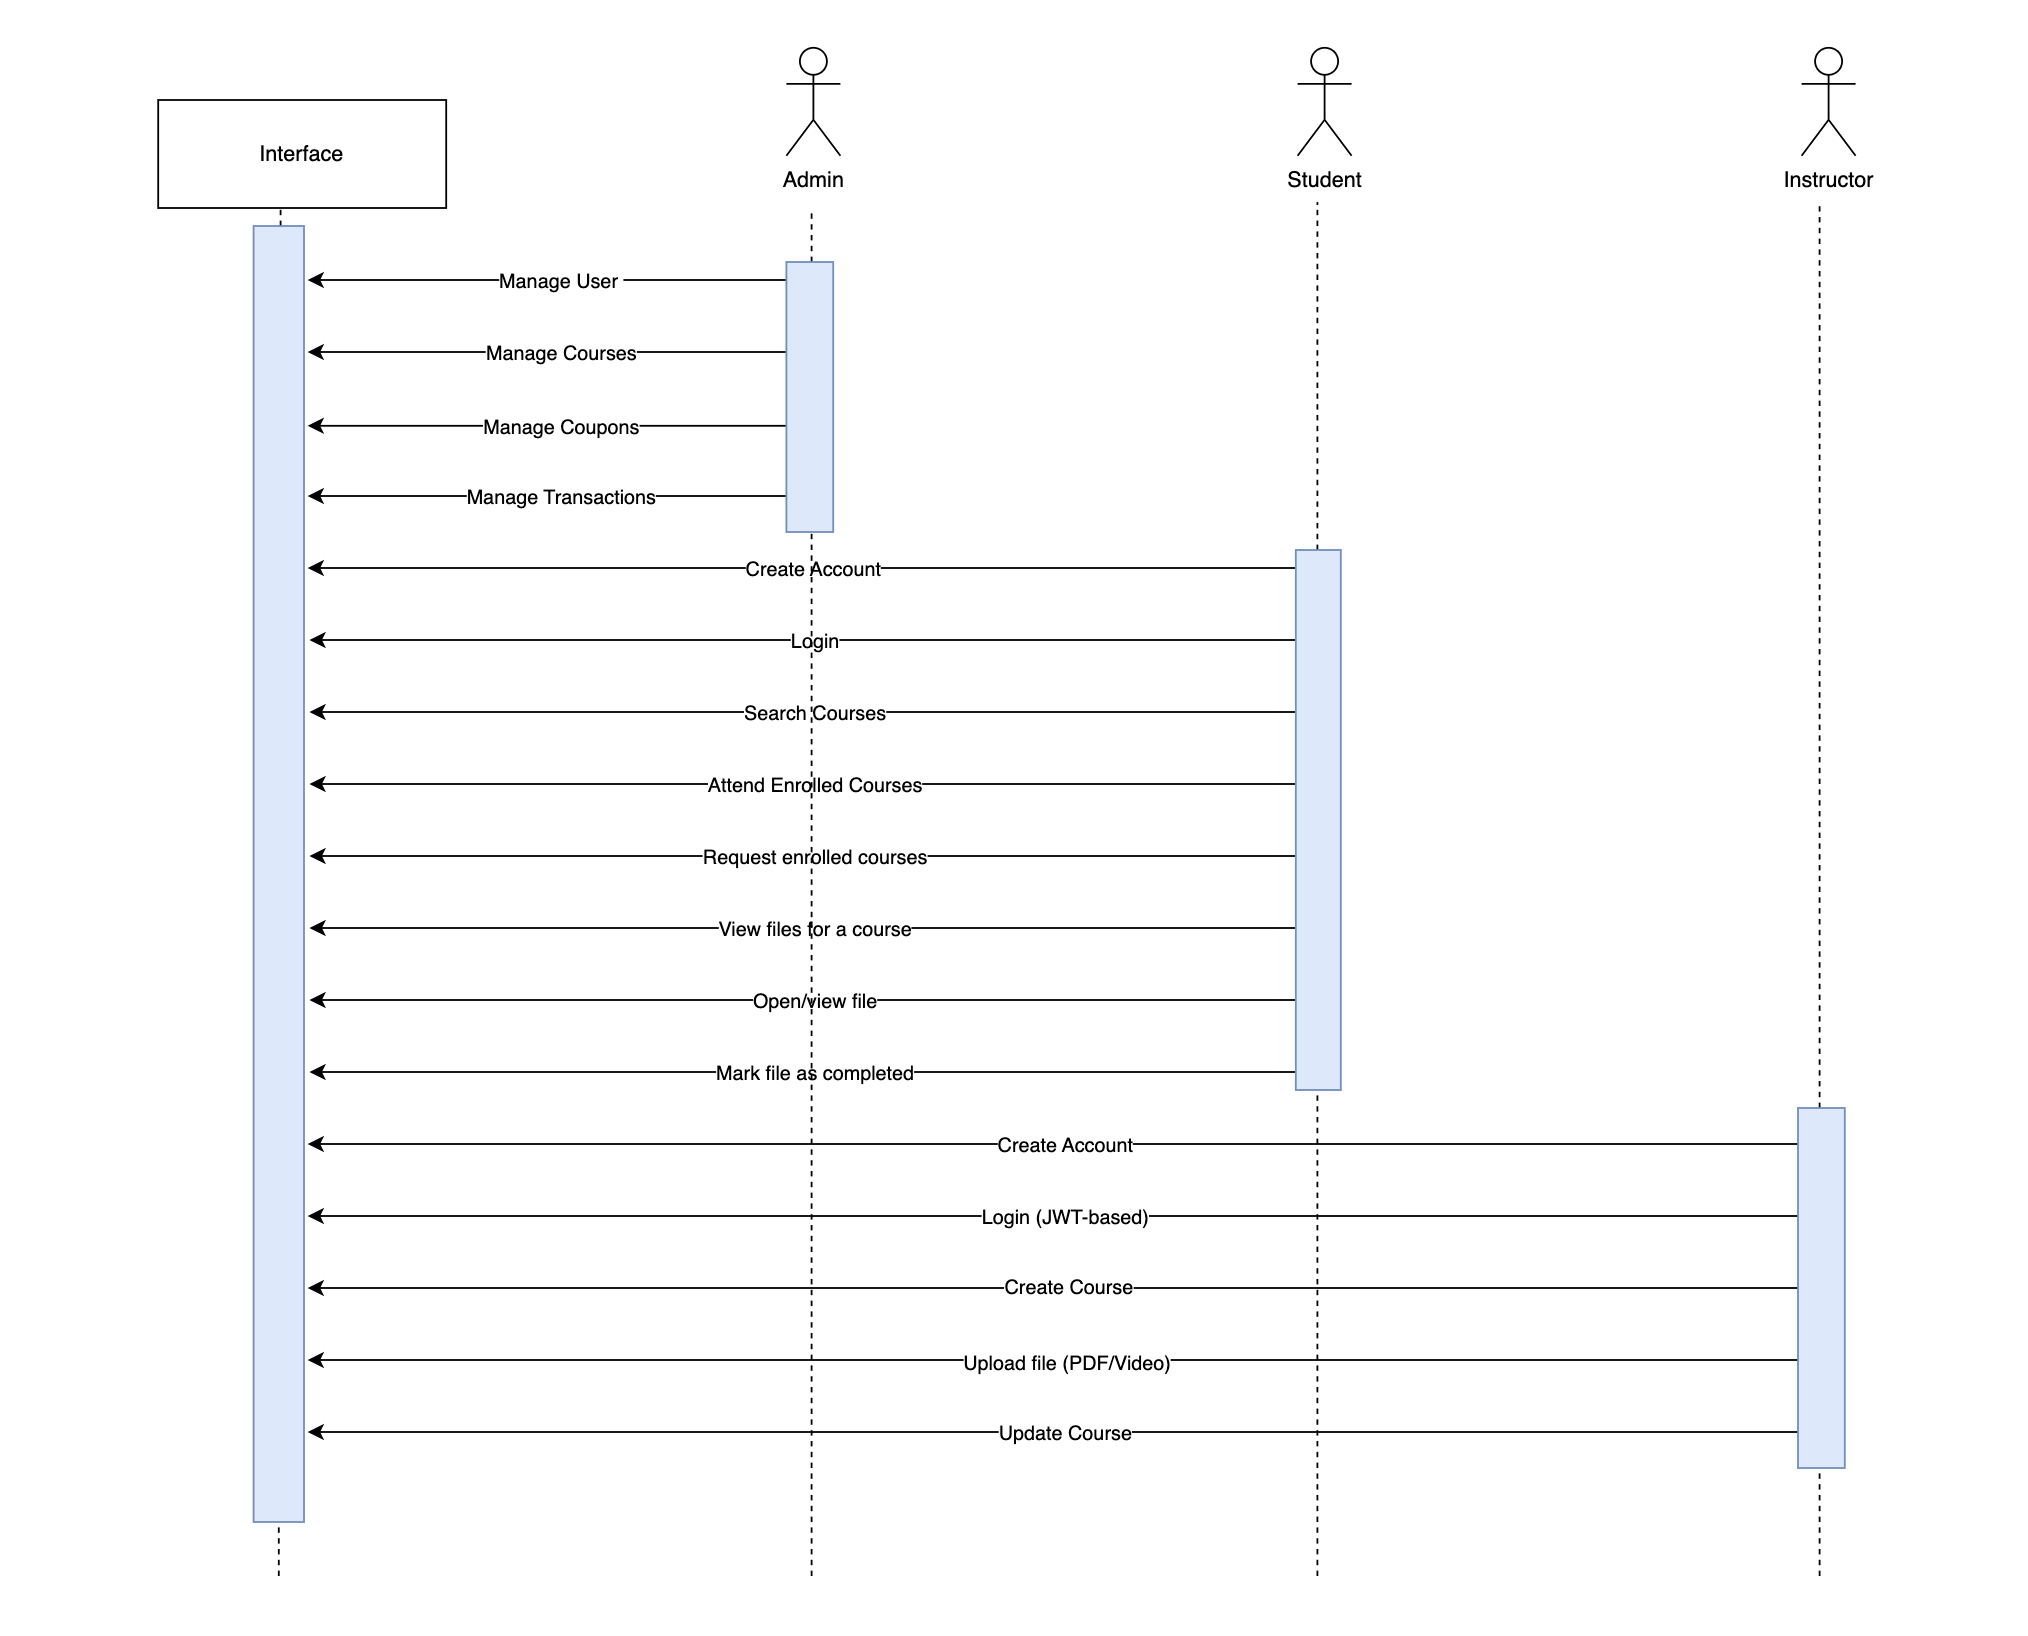 Interface
Admin
Student
Instructor
Manage User
Manage Courses
Manage Coupons
Manage Transactions
Create Account
Login
Search Courses
Attend Enrolled Courses
Request enrolled courses
View files for a course
Open/view file
Mark file as completed
Create Account
Login (JWT-based)
Create Course
Upload file (PDF/Video)
Update Course